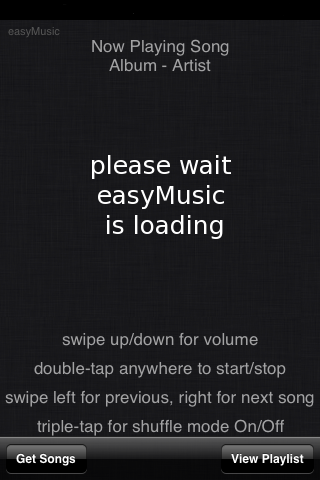 easyMusic
Now Playing Song
Album - Artist
please wait
easyMusic
is loading
swipe up/down for volume
double-tap anywhere to start/stop
swipe left for previous, right for next song
triple-tap for shuffle mode On/Off
Get Songs
View Playlist